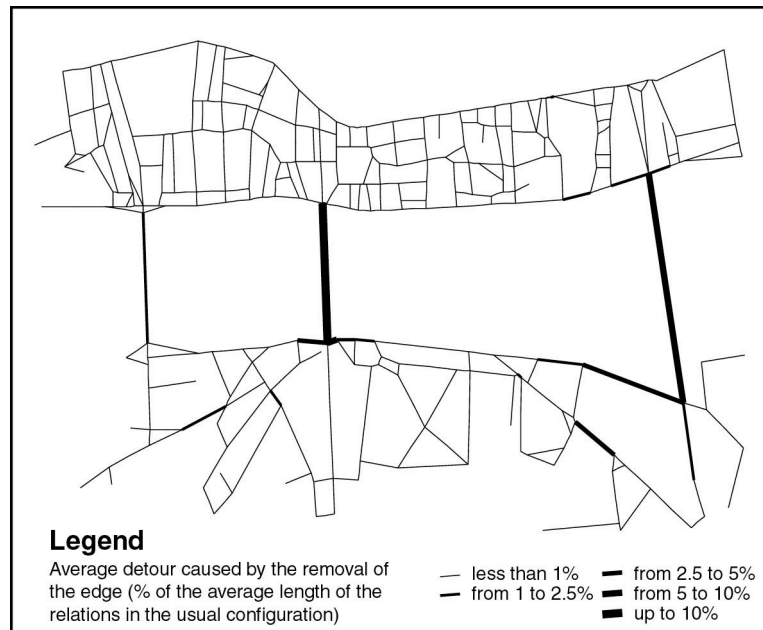 Legend
Average detour caused by the removal of
the edge (% of the average length of the
relations in the usual configuration)
less than 1%
from 1 to 2.5%
from 2.5 to 5%
from 5 to 10%
up to 10%